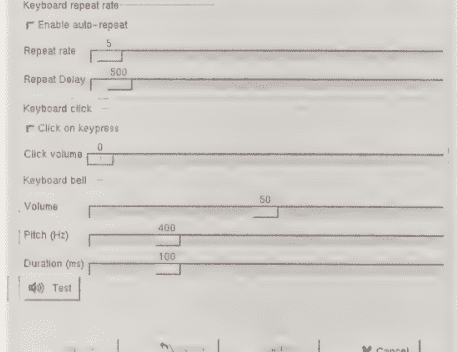 Keyboard repeat rate
Enable auto-repeat
5
Repeat rate
500
Repeat Delay
Keyboard click
Click on keypress
0
Click volume
Keyboard bell
50
Volume
400
Pitch (Hz)
100
Duration (ms)
Test
Cancel